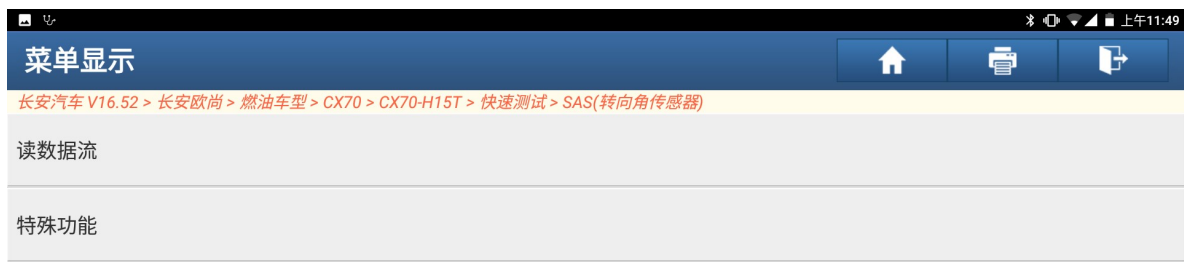 上午11:49
菜单显示
长安汽车 V16.52 > 长安欧尚 > 燃油车型 > CX70 > CX70-H15T > 快速测试 > SAS(转向角传感器)
读数据流
特殊功能